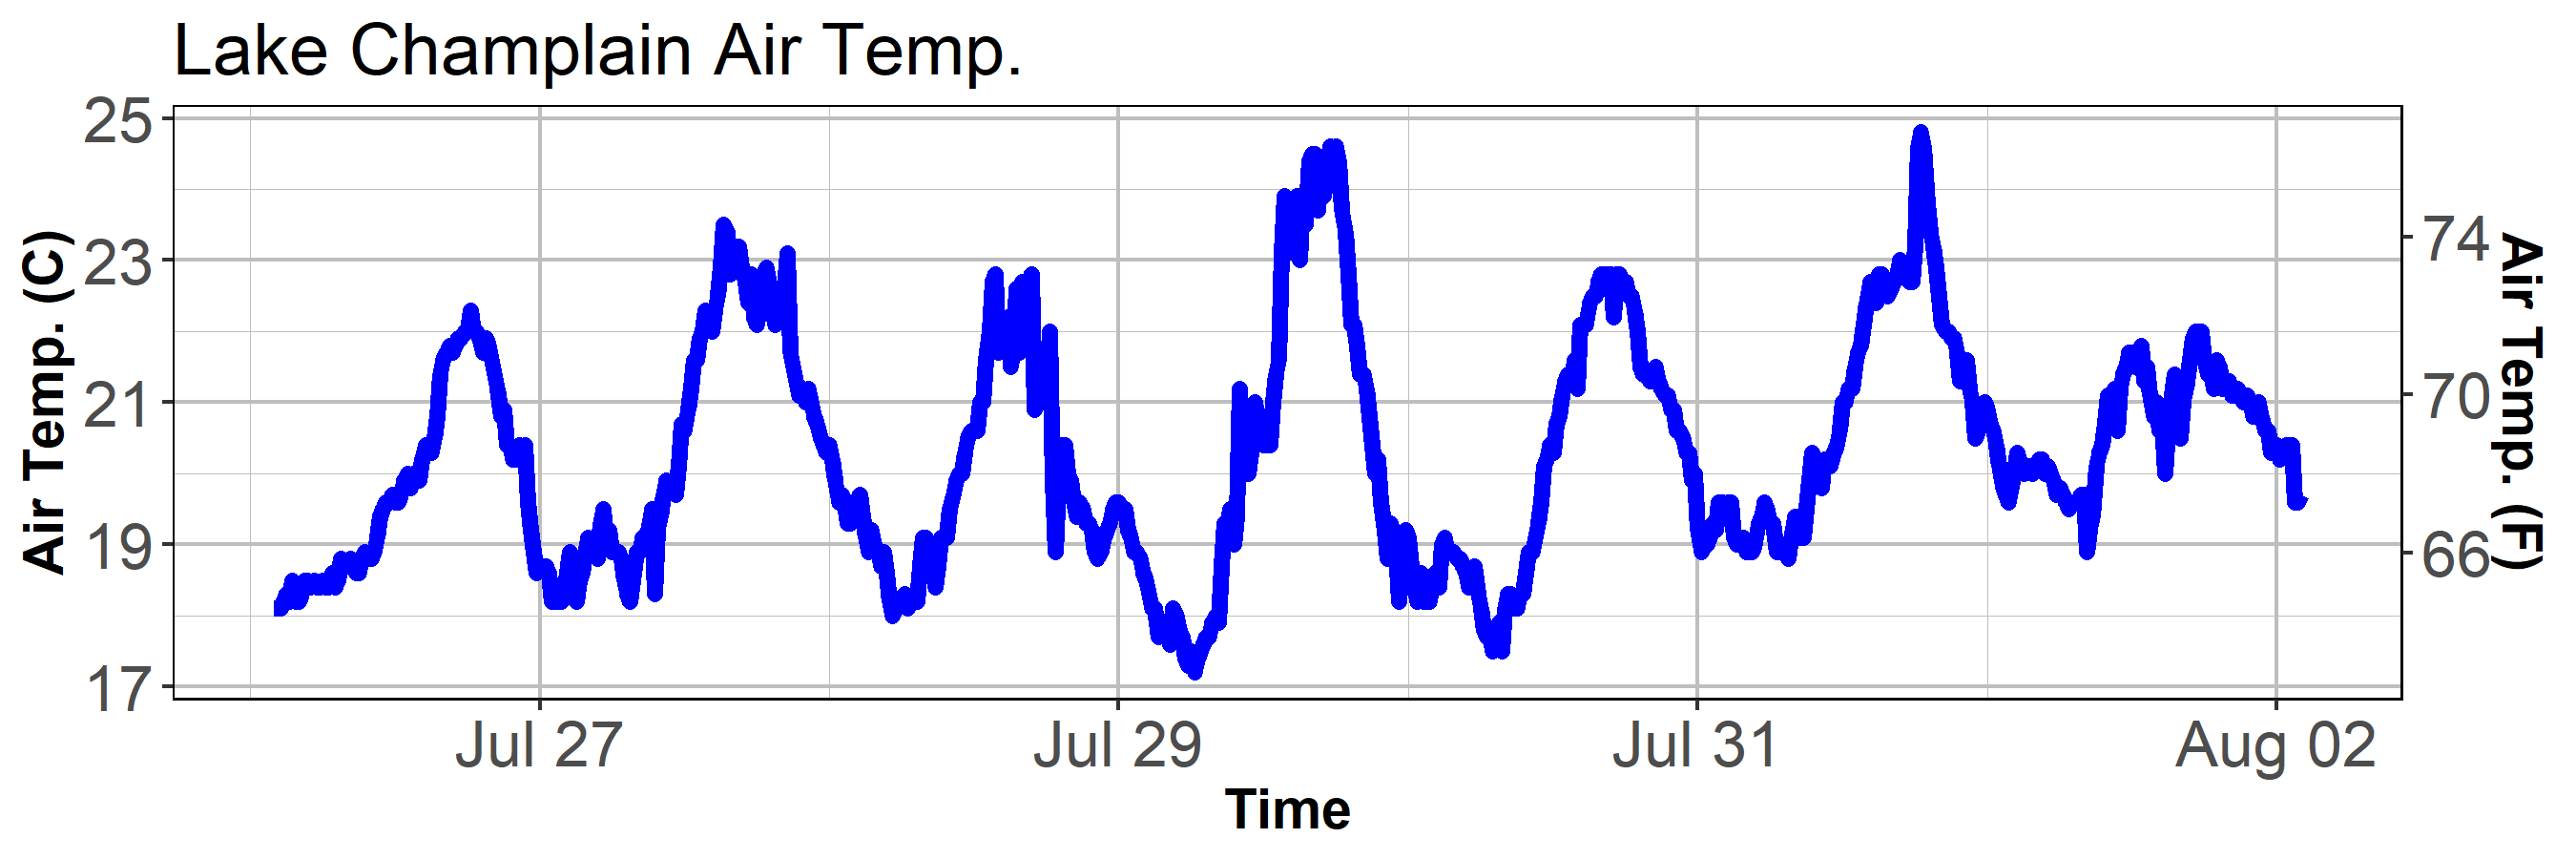 Lake Champlain Air Temp.
25
23
21
19
17
Air Temp. (C)
74
70
66
Air Temp. (F)
Jul 27 Jul 29 Jul 31 Aug 02
Time